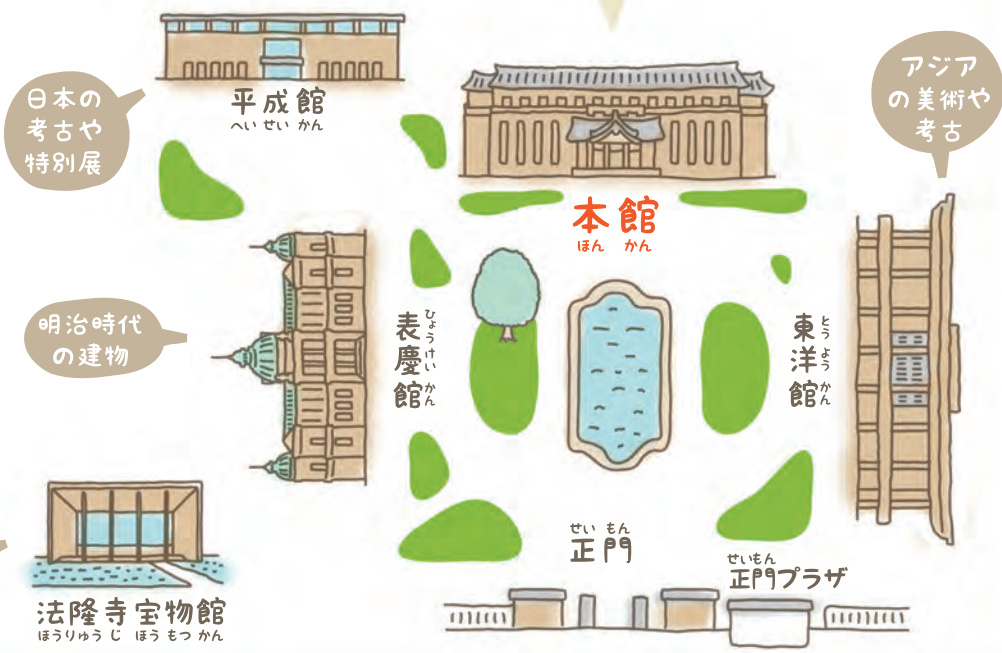 平成館
へいせいかん
日本の
考古や
特別展
アジア
の美術や
考古
本館
ほんかん
明治時代
の建物
表慶館
ひょうけいかん
東洋館
とうようかん
せいもん
正門
せいもん
正門プラザ
法隆寺宝物館
ほうりゅうじほうもつかん